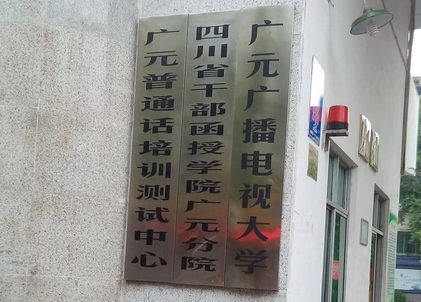 广元广播电视大学
四川省干部函授学院广元分院
广元普通话培训测试中心